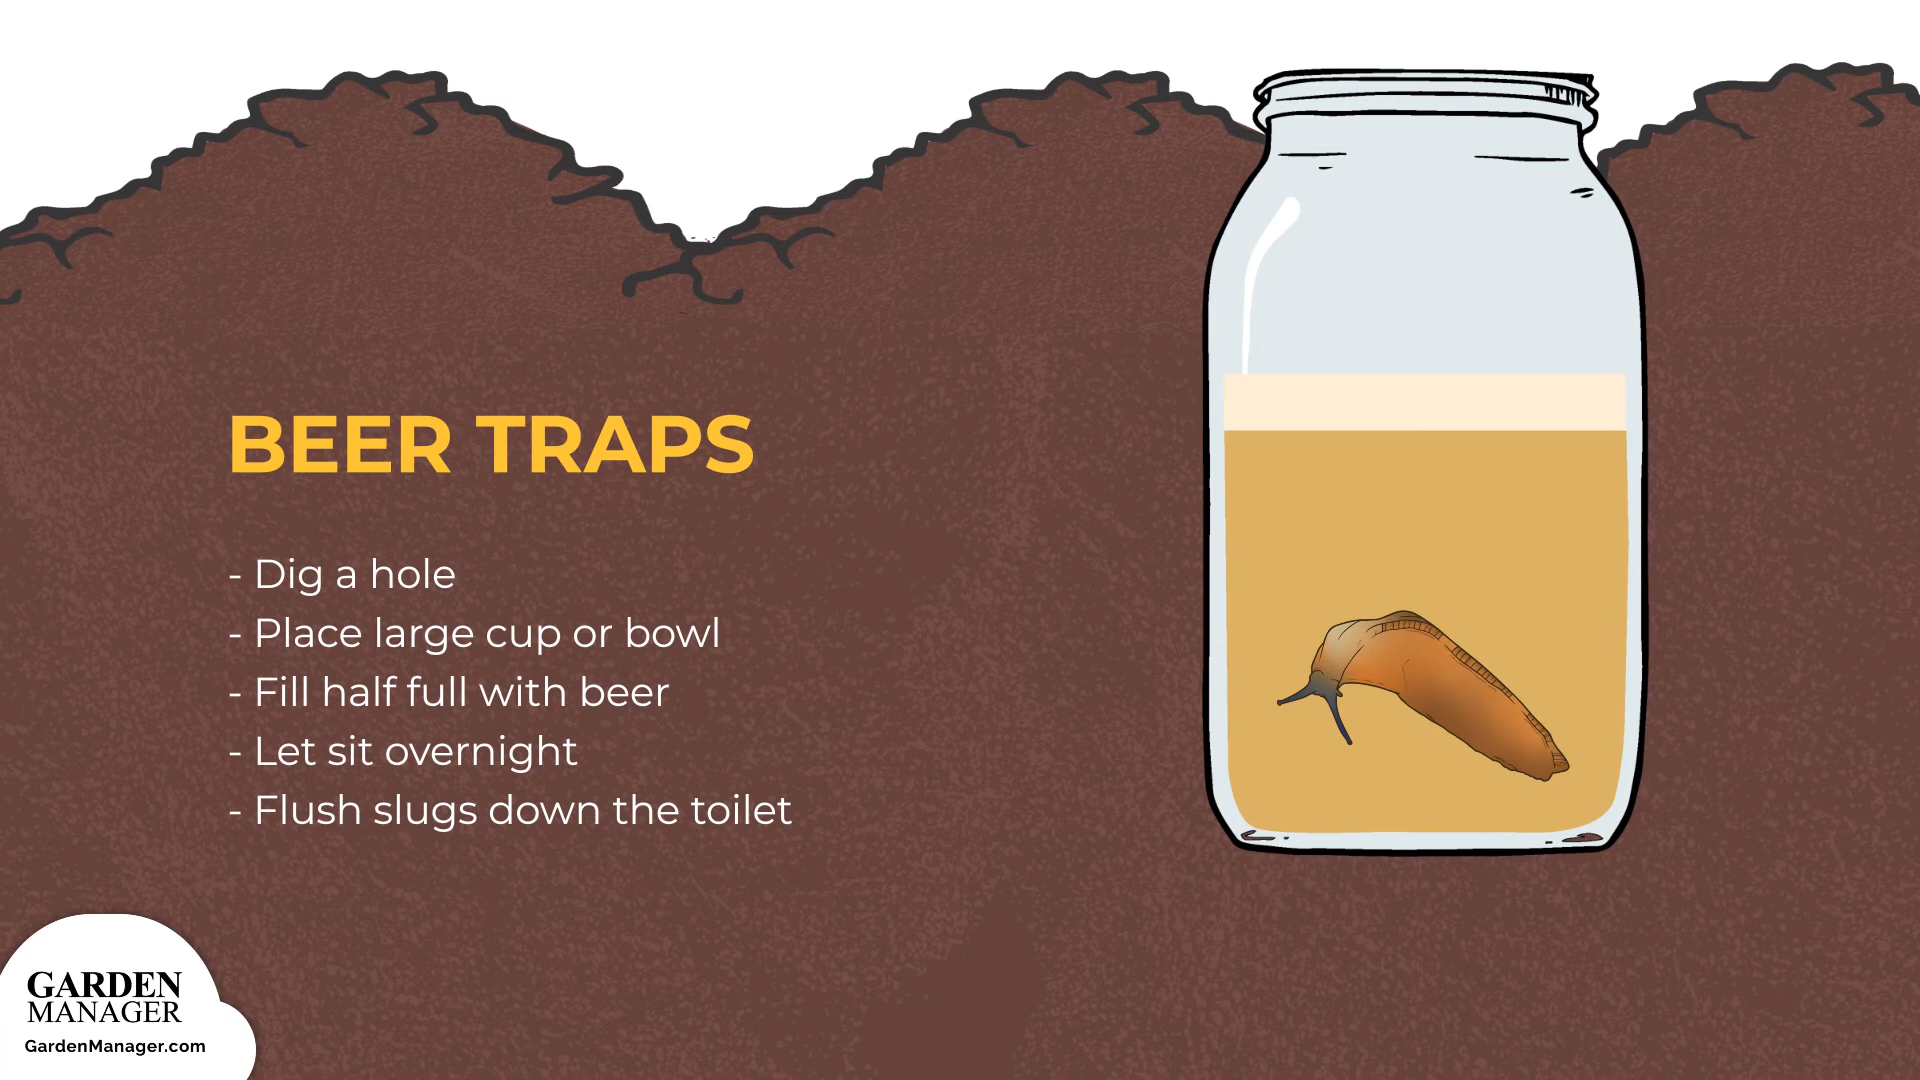 BEER TRAPS
- Dig a hole
- Place large cup or bowl
- Fill half full with beer
- Let sit overnight
- Flush slugs down the toilet
GARDEN
MANAGER
GardenManager.com